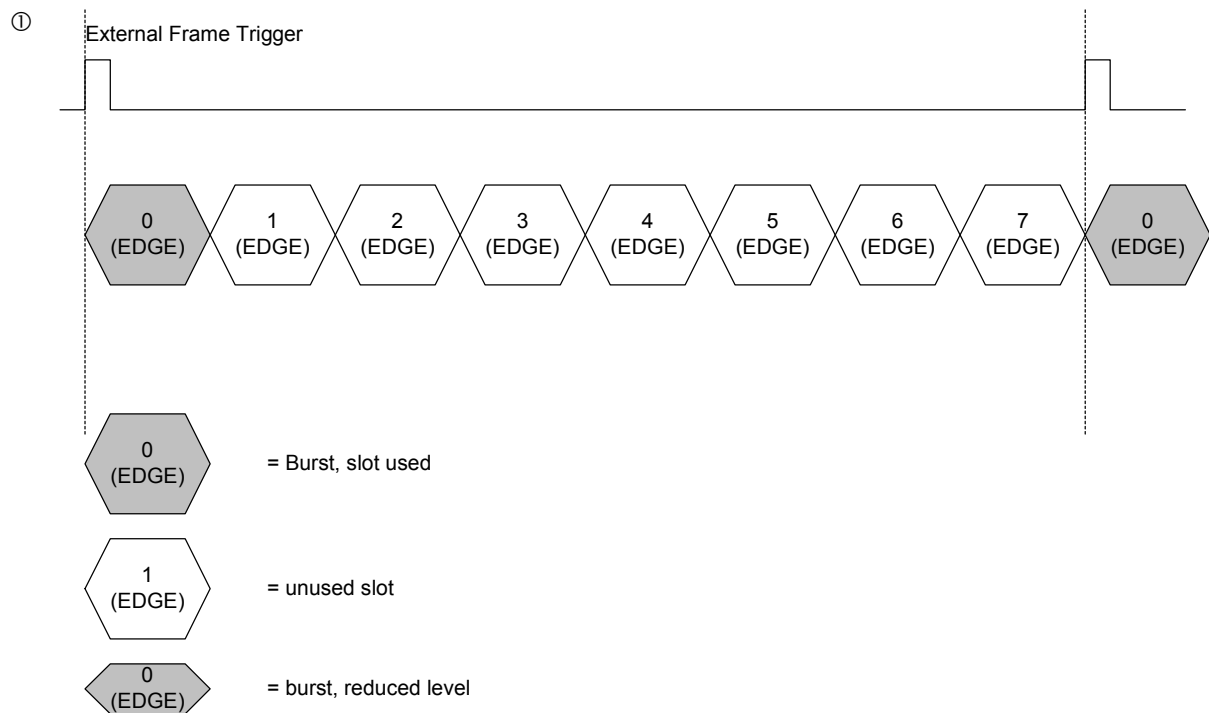 ①
External Frame Trigger
0
(EDGE)
1
(EDGE)
2
(EDGE)
3
(EDGE)
4
(EDGE)
5
(EDGE)
6
(EDGE)
7
(EDGE)
0
(EDGE)
0
(EDGE)
= Burst, slot used
1
(EDGE)
= unused slot
0
(EDGE)
= burst, reduced level